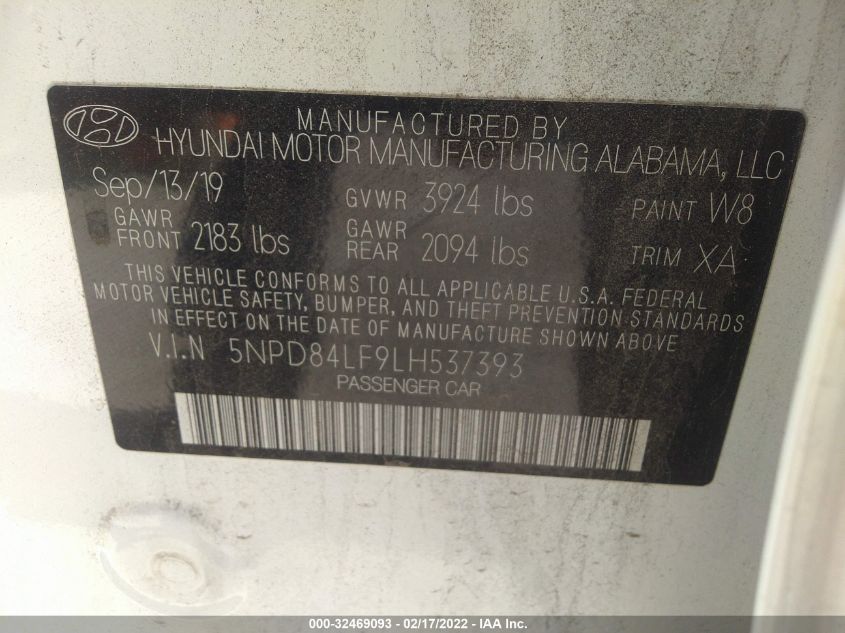 MANUFACTURED BY
HYUNDAI MOTOR MANUFACTURING ALABAMA, LLC
Sep/13/19 GVWR 3924 lbs PAINT W8
GAWR FRONT 2183 lbs GAWR REAR 2094 lbs TRIM XA
THIS VEHICLE CONFORMS TO ALL APPLICABLE U.S.A. FEDERAL
MOTOR VEHICLE SAFETY, BUMPER, AND THEFT PREVENTION STANDARDS
IN EFFECT ON THE DATE OF MANUFACTURE SHOWN ABOVE
V.I.N 5NPD84LF9LH537393
PASSENGER CAR
000-32469093 - 02/17/2022 - IAA Inc.